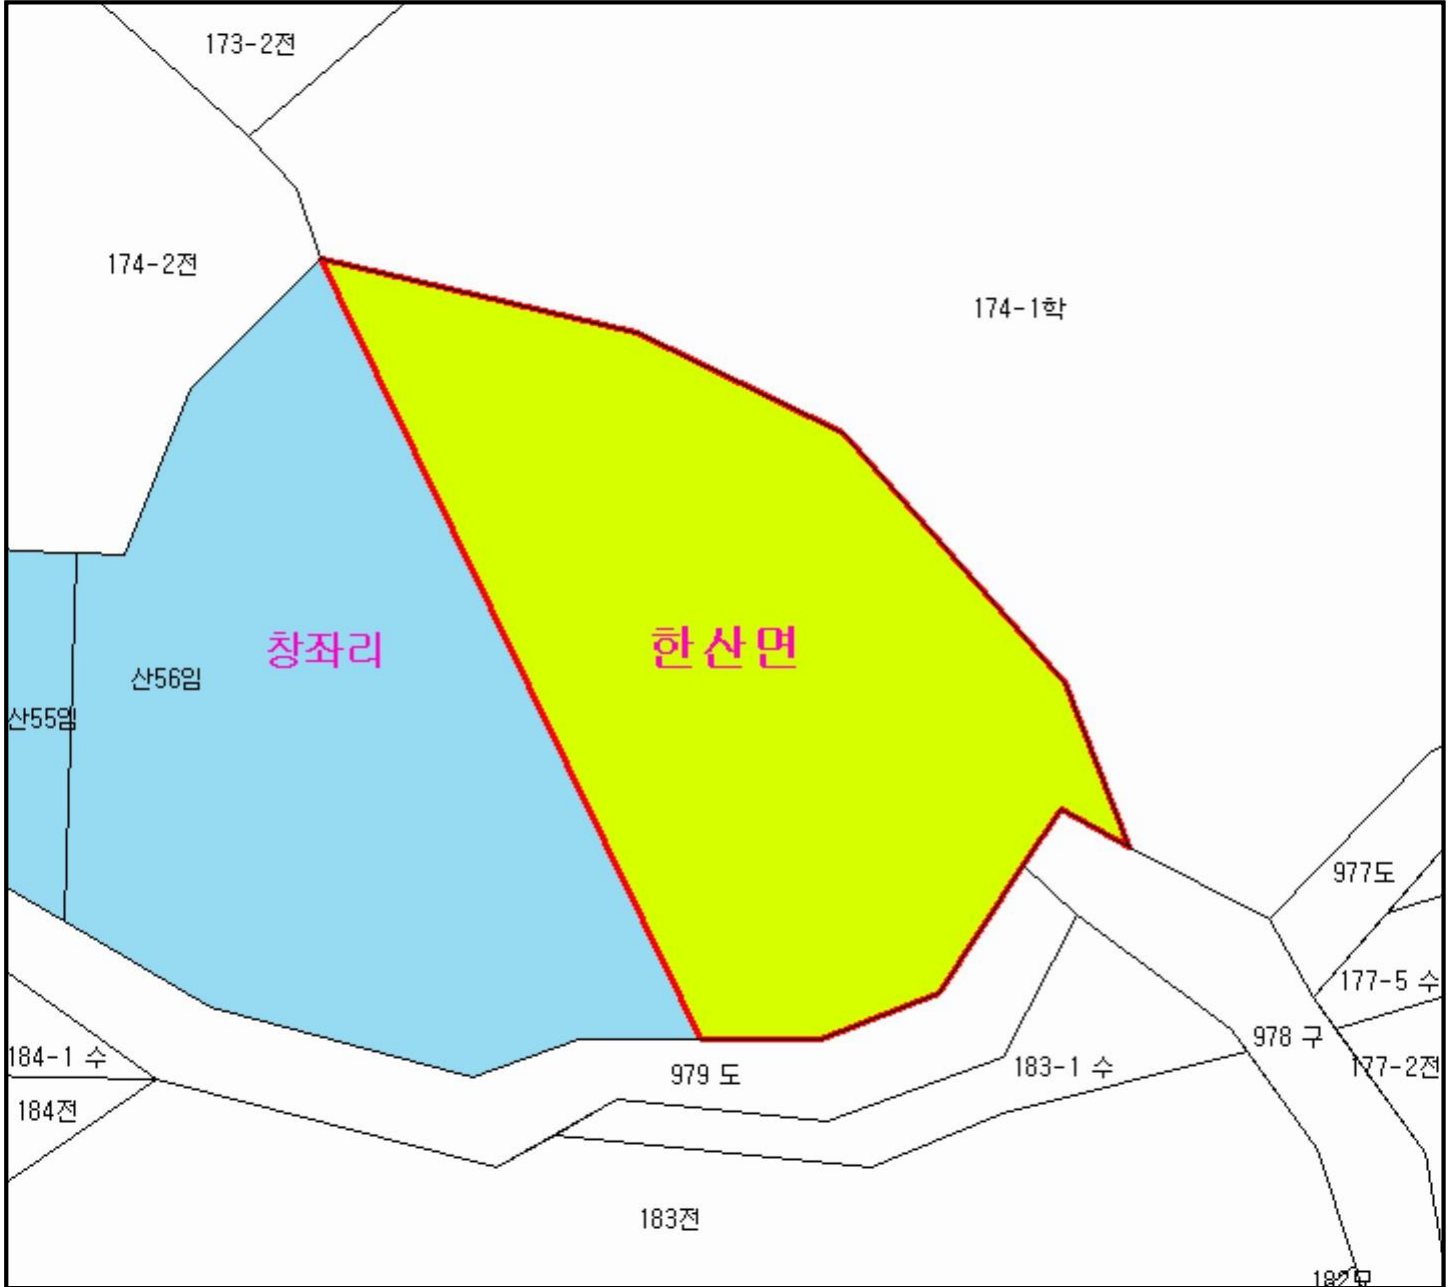 173-2전
174-2전
174-1학
창좌리
한산면
산56임
산55임
977도
177-5 수
978 구
184-1 수
979 도
183-1 수
177-2전
184전
183전